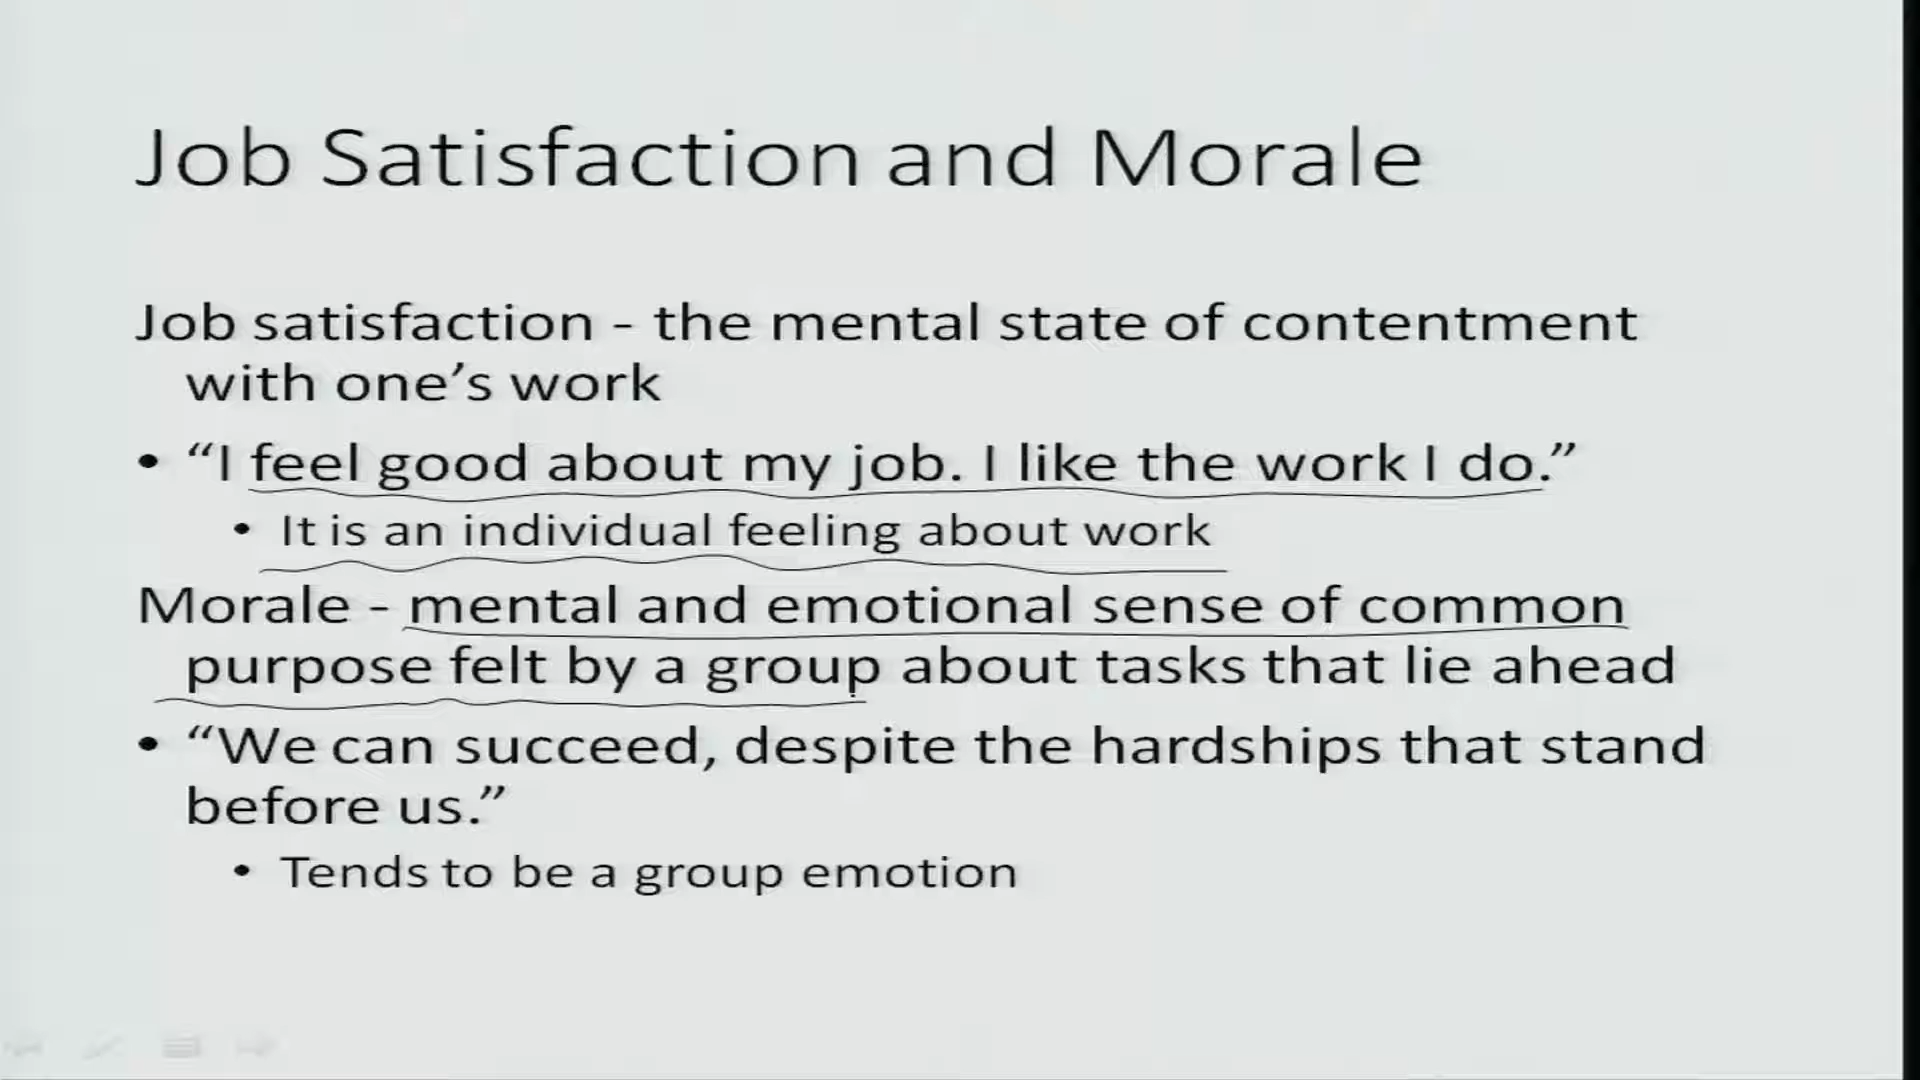 Job Satisfaction and Morale
Job satisfaction - the mental state of contentment
with one’s work
• “I feel good about my job. I like the work I do.”
• It is an individual feeling about work
Morale - mental and emotional sense of common
purpose felt by a group about tasks that lie ahead
• “We can succeed, despite the hardships that stand
before us.”
• Tends to be a group emotion